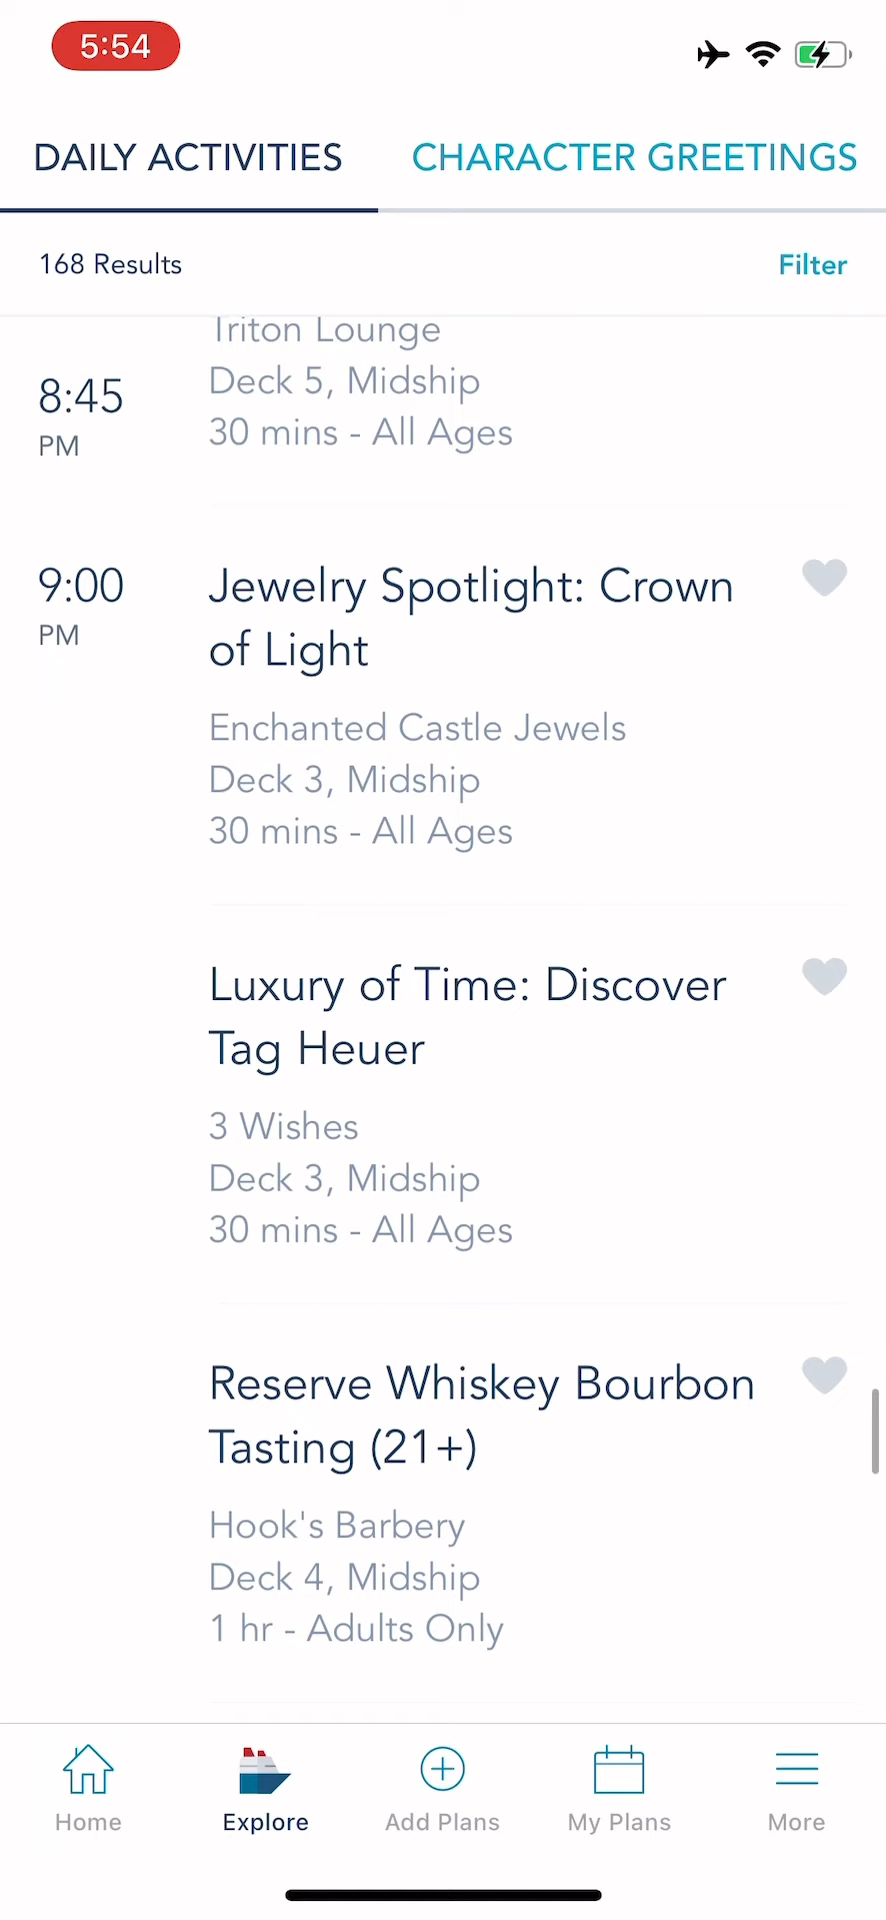 5:54
DAILY ACTIVITIES
CHARACTER GREETINGS
168 Results
Filter
Triton Lounge
8:45
PM
Deck 5, Midship
30 mins - All Ages
9:00
PM
Jewelry Spotlight: Crown
of Light
Enchanted Castle Jewels
Deck 3, Midship
30 mins - All Ages
Luxury of Time: Discover
Tag Heuer
3 Wishes
Deck 3, Midship
30 mins - All Ages
Reserve Whiskey Bourbon
Tasting (21+)
Hook's Barbery
Deck 4, Midship
1 hr - Adults Only
Home
Explore
Add Plans
My Plans
More